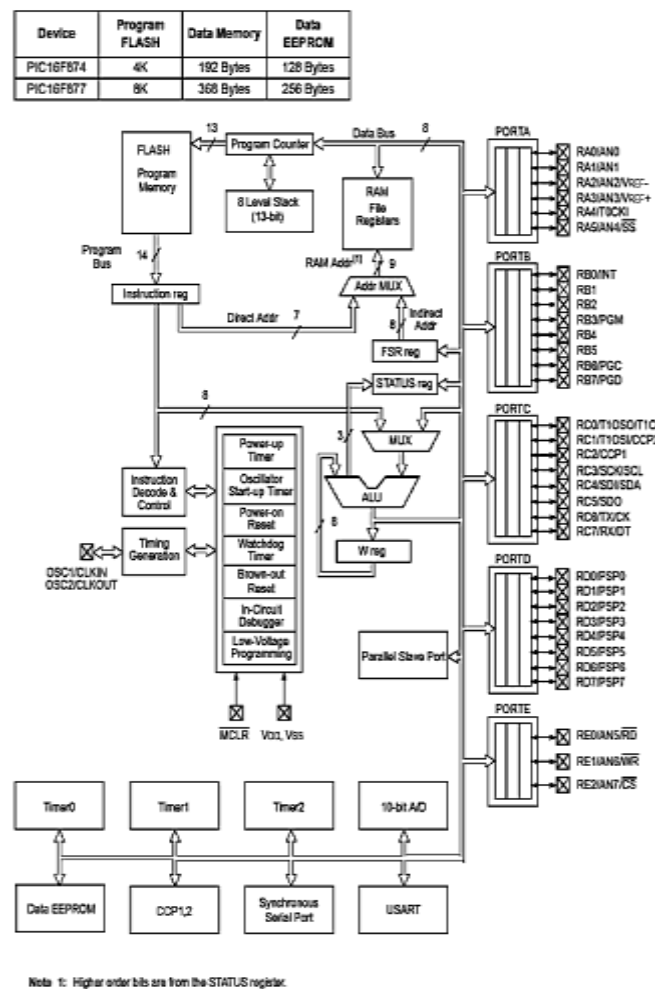 Device Program FLASH Data Memory Data EEPROM
PIC16F874 4K 192 Bytes 128 Bytes
PIC16F877 8K 368 Bytes 256 Bytes
FLASH
Program
Memory
13
Program Counter
Data Bus
8
8 Level Stack
(13-bit)
RAM
File
Registers
Program
Bus
14
RAM Addr(1)
9
Instruction reg
Addr MUX
Direct Addr
7
8
Indirect
Addr
FSR reg
STATUS reg
8
3
MUX
ALU
8
W reg
Instruction
Decode &
Control
Timing
Generation
OSC1/CLKIN
OSC2/CLKOUT
Power-up
Timer
Oscillator
Start-up Timer
Power-on
Reset
Watchdog
Timer
Brown-out
Reset
In-Circuit
Debugger
Low-Voltage
Programming
MCLR
VDD, VSS
Parallel Slave Port
PORTA
RA0/AN0
RA1/AN1
RA2/AN2/VREF-
RA3/AN3/VREF+
RA4/T0CKI
RA5/AN4/SS
PORTB
RB0/INT
RB1
RB2
RB3/PGM
RB4
RB5
RB6/PGC
RB7/PGD
PORTC
RC0/T1OSO/T1C
RC1/T1OSI/CCP2
RC2/CCP1
RC3/SCK/SCL
RC4/SDI/SDA
RC5/SDO
RC6/TX/CK
RC7/RX/DT
PORTD
RD0/PSP0
RD1/PSP1
RD2/PSP2
RD3/PSP3
RD4/PSP4
RD5/PSP5
RD6/PSP6
RD7/PSP7
PORTE
RE0/AN5/RD
RE1/AN6/WR
RE2/AN7/CS
Timer0
Timer1
Timer2
10-bit A/D
Data EEPROM
CCP1,2
Synchronous
Serial Port
USART
Note 1: Higher order bits are from the STATUS register.